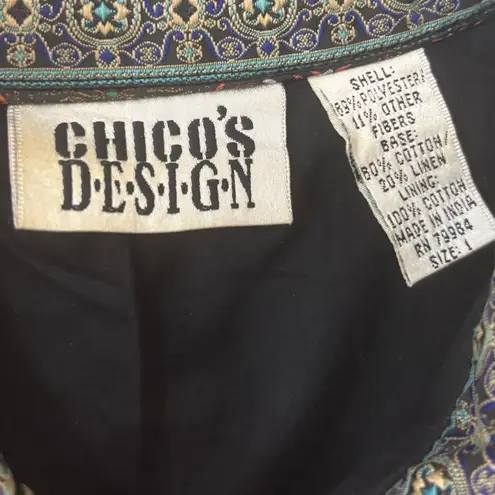 CHICO'S
D·E·S·I·G·N
SHELL:
89% POLYESTER/
11% OTHER
FIBERS
BASE:
80% COTTON/
20% LINEN
LINING:
100% COTTON
MADE IN INDIA
RN 79984
SIZE: 1